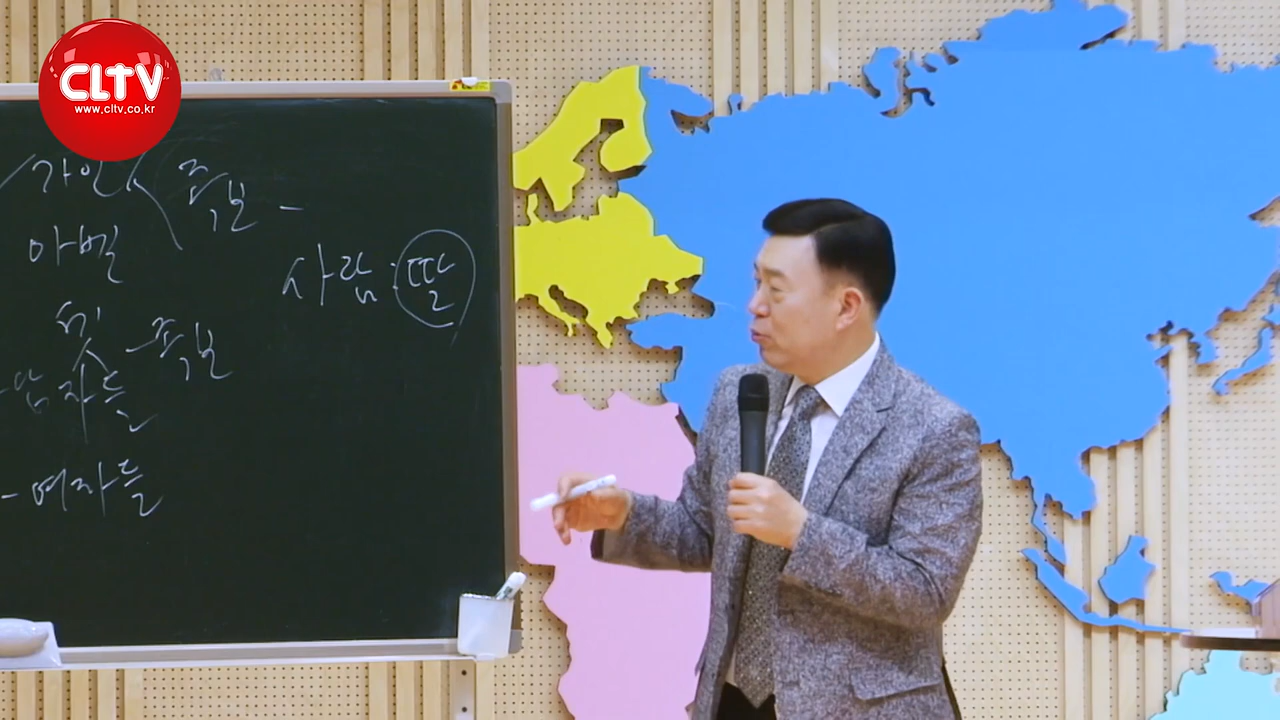 CLTV
www.cltv.co.kr
가인 족보 -
아벨
사람 : 딸
셋 - 족보
자들
- 여자들